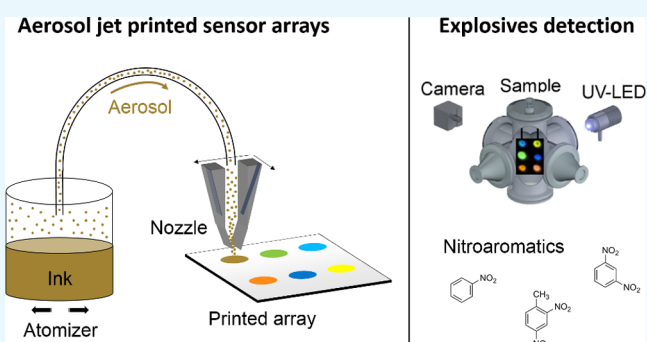 Aerosol jet printed sensor arrays
Aerosol
Nozzle
Ink
Atomizer
Printed array
Explosives detection
Camera
Sample
UV-LED
Nitroaromatics
NO₂
NO₂
NO₂
CH₃
NO₂